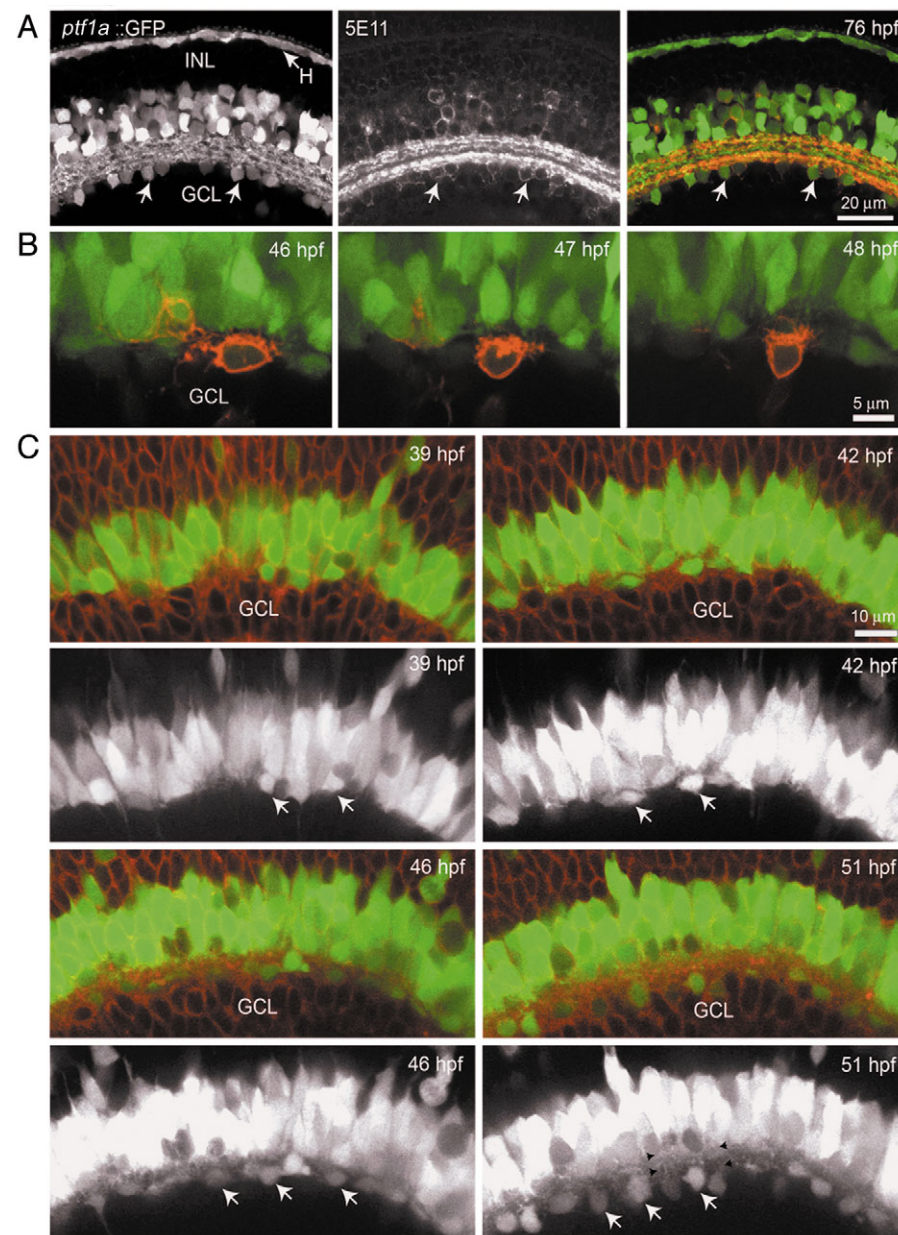 A
ptf1a ::GFP
INL
H
GCL
5E11
76 hpf
20 µm
B
46 hpf
GCL
47 hpf
48 hpf
5 µm
C
39 hpf
GCL
42 hpf
GCL
10 µm
39 hpf
42 hpf
46 hpf
GCL
51 hpf
GCL
46 hpf
51 hpf